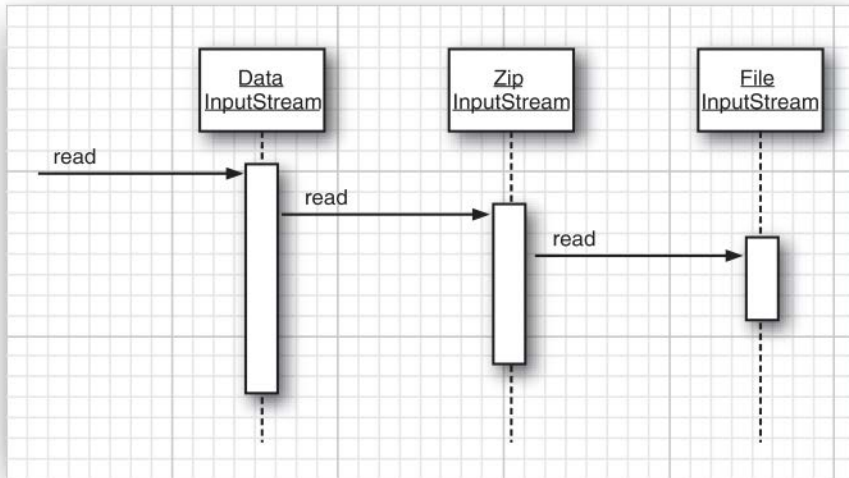 Data
InputStream
Zip
InputStream
File
InputStream
read
read
read